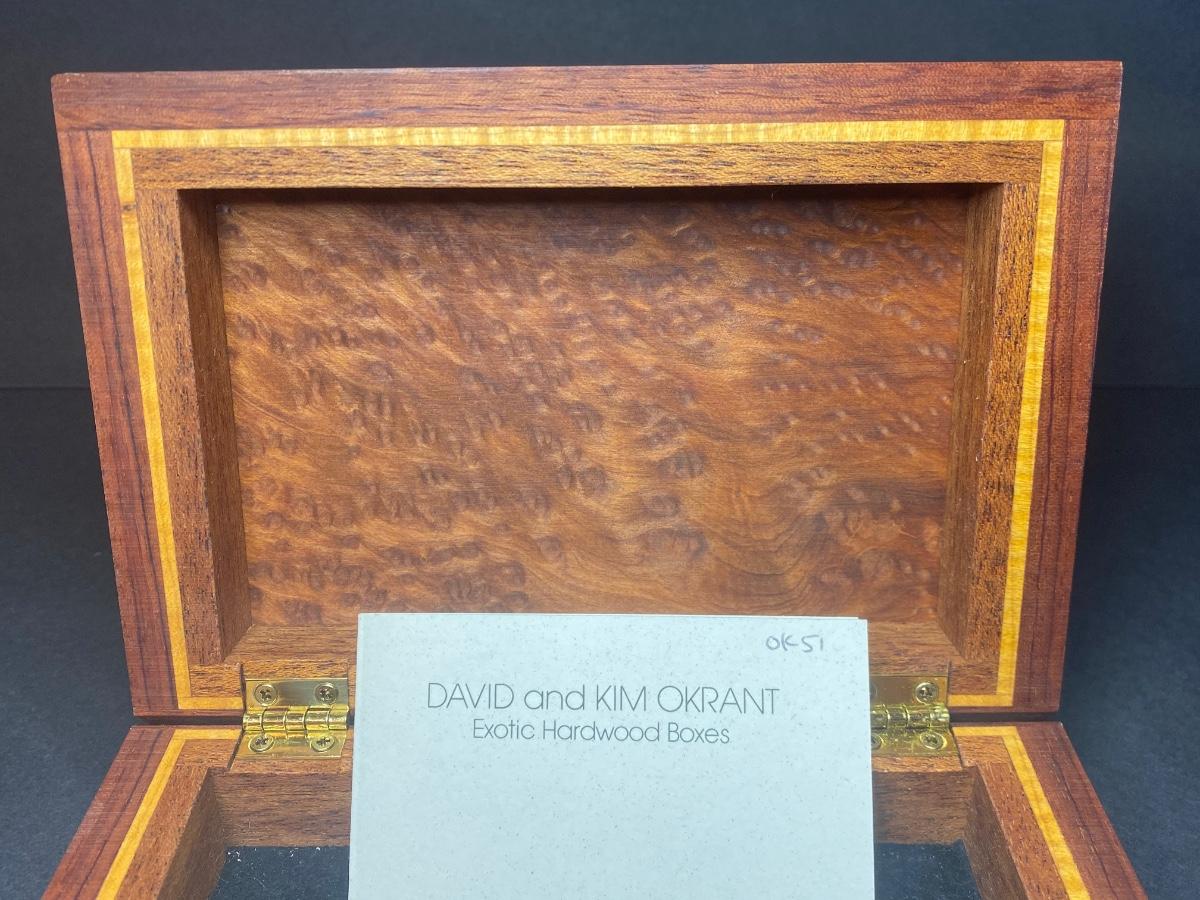 OK51
DAVID and KIM OKRANT
Exotic Hardwood Boxes